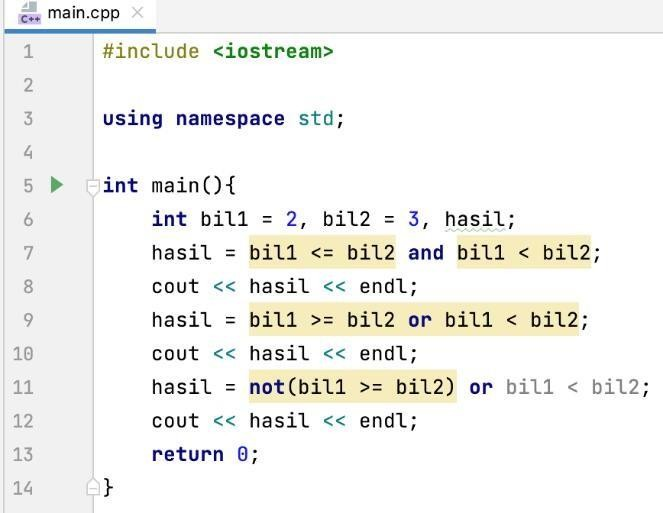 C++ main.cpp ×
1 #include <iostream>
2
3 using namespace std;
4
5 int main(){
6 int bil1 = 2, bil2 = 3, hasil;
7 hasil = bil1 <= bil2 and bil1 < bil2;
8 cout << hasil << endl;
9 hasil = bil1 >= bil2 or bil1 < bil2;
10 cout << hasil << endl;
11 hasil = not(bil1 >= bil2) or bil1 < bil2;
12 cout << hasil << endl;
13 return 0;
14 }